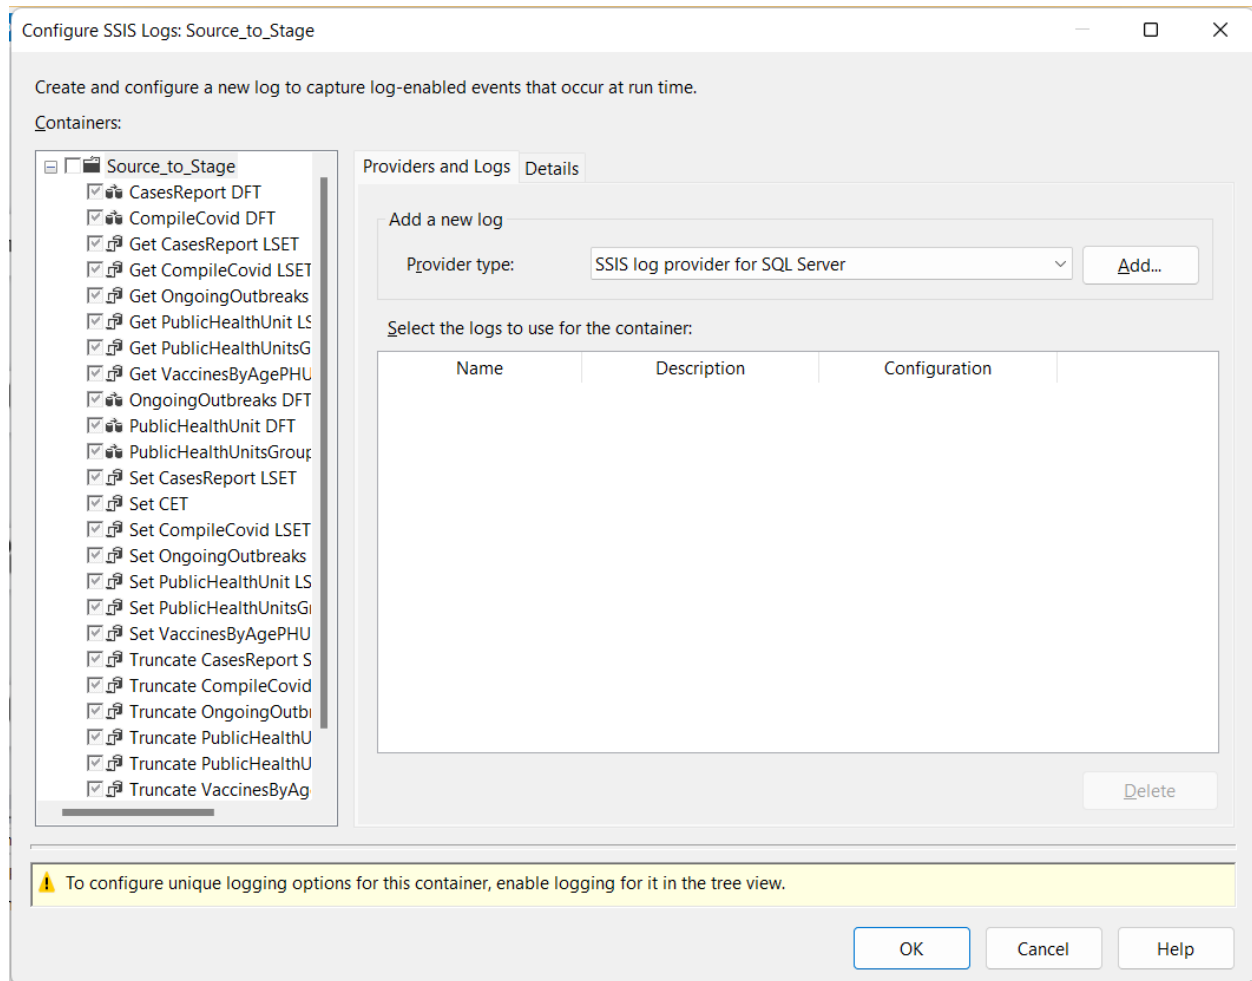 Configure SSIS Logs: Source_to_Stage
Create and configure a new log to capture log-enabled events that occur at run time.
Containers:
Source_to_Stage
CasesReport DFT
CompileCovid DFT
Get CasesReport LSET
Get CompileCovid LSET
Get OngoingOutbreaks
Get PublicHealthUnit LS
Get PublicHealthUnitsG
Get VaccinesByAgePHU
OngoingOutbreaks DFT
PublicHealthUnit DFT
PublicHealthUnitsGroup
Set CasesReport LSET
Set CET
Set CompileCovid LSET
Set OngoingOutbreaks
Set PublicHealthUnit LS
Set PublicHealthUnitsGr
Set VaccinesByAgePHU
Truncate CasesReport S
Truncate CompileCovid
Truncate OngoingOutbr
Truncate PublicHealthU
Truncate PublicHealthU
Truncate VaccinesByAg
Providers and Logs Details
Add a new log
Provider type: SSIS log provider for SQL Server Add...
Select the logs to use for the container:
Name Description Configuration
Delete
To configure unique logging options for this container, enable logging for it in the tree view.
OK Cancel Help